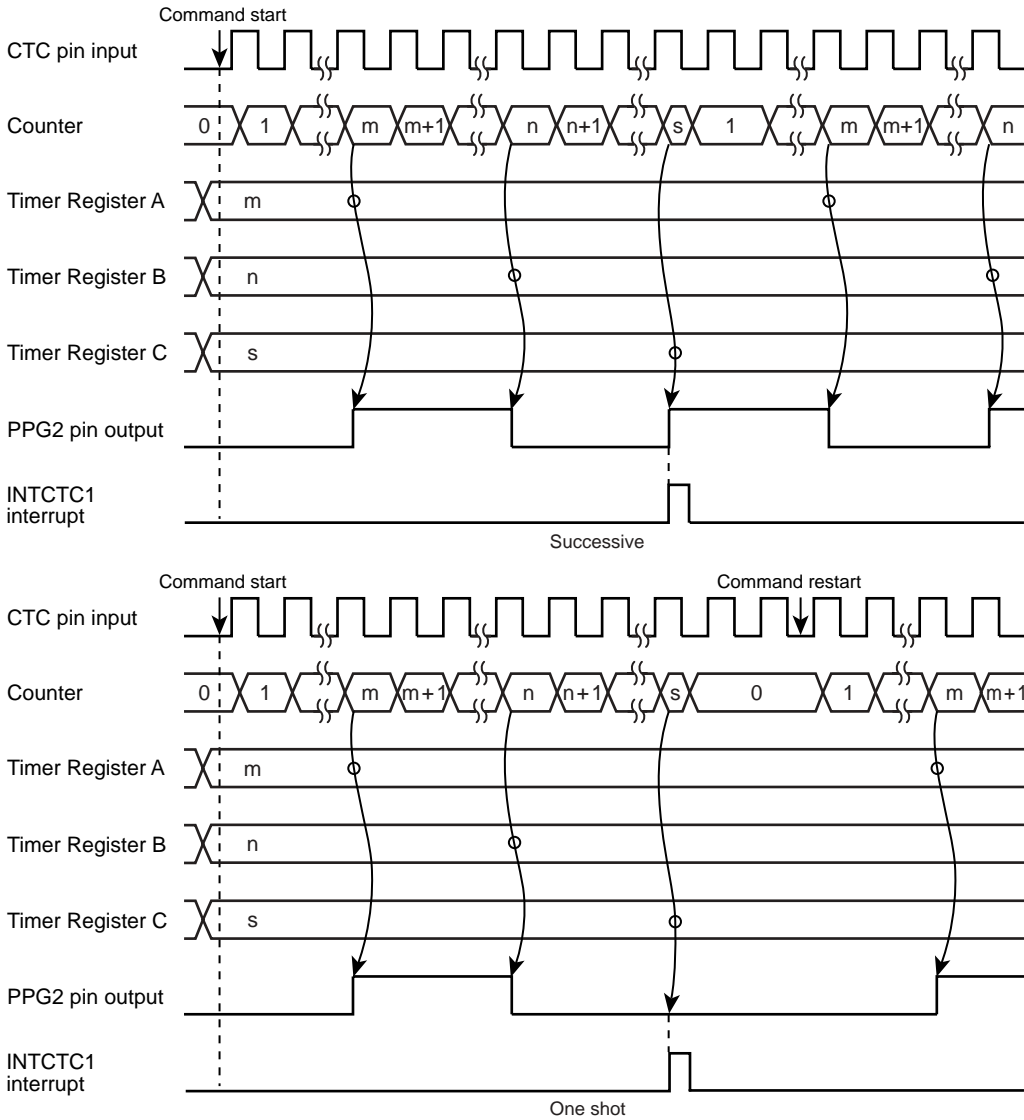 Command start
CTC pin input
Counter 0 1 m m+1 n n+1 s 1 m m+1 n
Timer Register A m
Timer Register B n
Timer Register C s
PPG2 pin output
INTCTC1
interrupt
Successive
Command start Command restart
CTC pin input
Counter 0 1 m m+1 n n+1 s 0 1 m m+1
Timer Register A m
Timer Register B n
Timer Register C s
PPG2 pin output
INTCTC1
interrupt
One shot